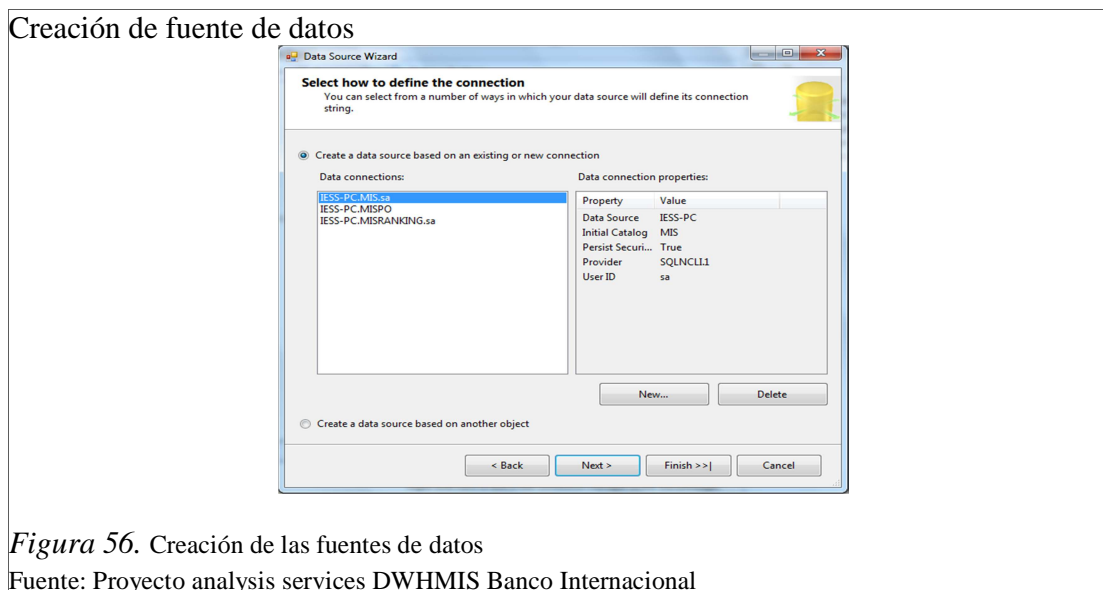 Creación de fuente de datos
Data Source Wizard
Select how to define the connection
You can select from a number of ways in which your data source will define its connection
string.
Create a data source based on an existing or new connection
Data connections:
Data connection properties:
IESS-PC.MIS.sa
IESS-PC.MISPO
IESS-PC.MISRANKING.sa
Property Value
Data Source IESS-PC
Initial Catalog MIS
Persist Securi... True
Provider SQLNCLI.1
User ID sa
New... Delete
Create a data source based on another object
< Back Next > Finish >>| Cancel
Figura 56. Creación de las fuentes de datos
Fuente: Proyecto analysis services DWHMIS Banco Internacional